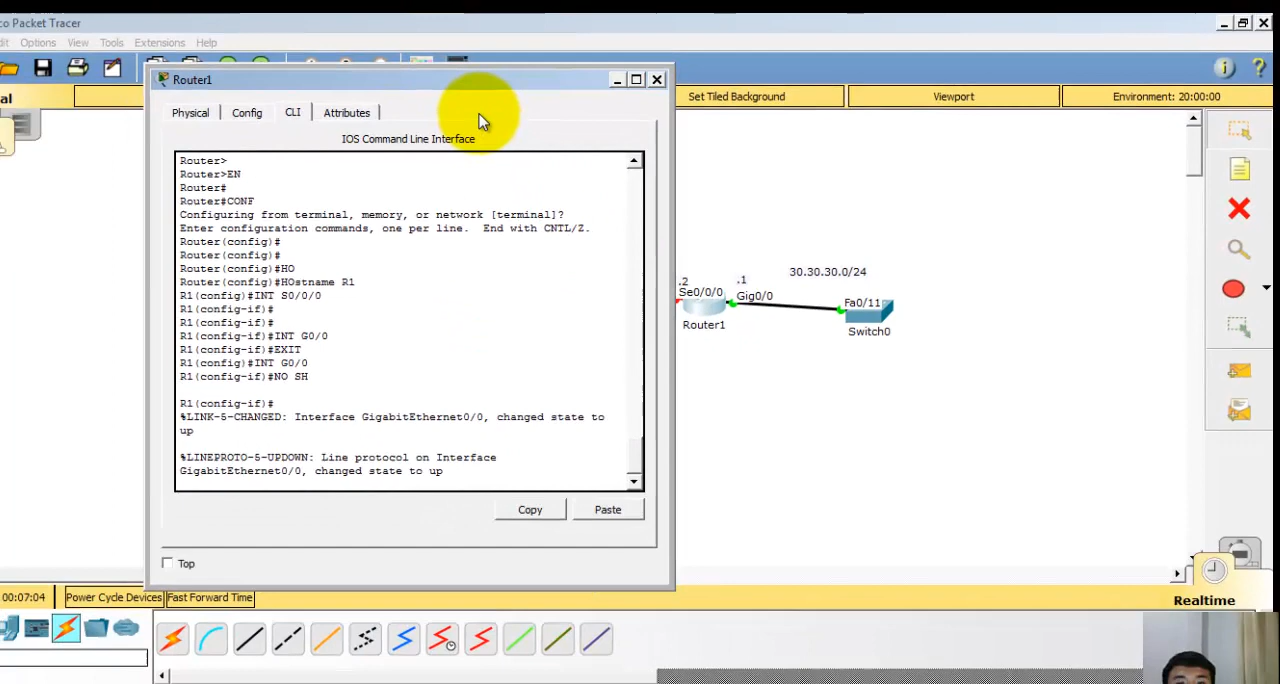 co Packet Tracer
dit Options View Tools Extensions Help
al
Set Tiled Background
Viewport
Environment: 20:00:00
Router1
Physical Config CLI Attributes
IOS Command Line Interface
Router>
Router>EN
Router#
Router#CONF
Configuring from terminal, memory, or network [terminal]?
Enter configuration commands, one per line.  End with CNTL/Z.
Router(config)#
Router(config)#
Router(config)#HO
Router(config)#HOstname R1
R1(config)#INT S0/0/0
R1(config-if)#
R1(config-if)#
R1(config-if)#INT G0/0
R1(config-if)#EXIT
R1(config)#INT G0/0
R1(config-if)#NO SH
R1(config-if)#
%LINK-5-CHANGED: Interface GigabitEthernet0/0, changed state to
up
%LINEPROTO-5-UPDOWN: Line protocol on Interface
GigabitEthernet0/0, changed state to up
Copy Paste
Top
30.30.30.0/24
.2 .1
Se0/0/0 Gig0/0
Fa0/11
Router1
Switch0
00:07:04 Power Cycle Devices Fast Forward Time
Realtime